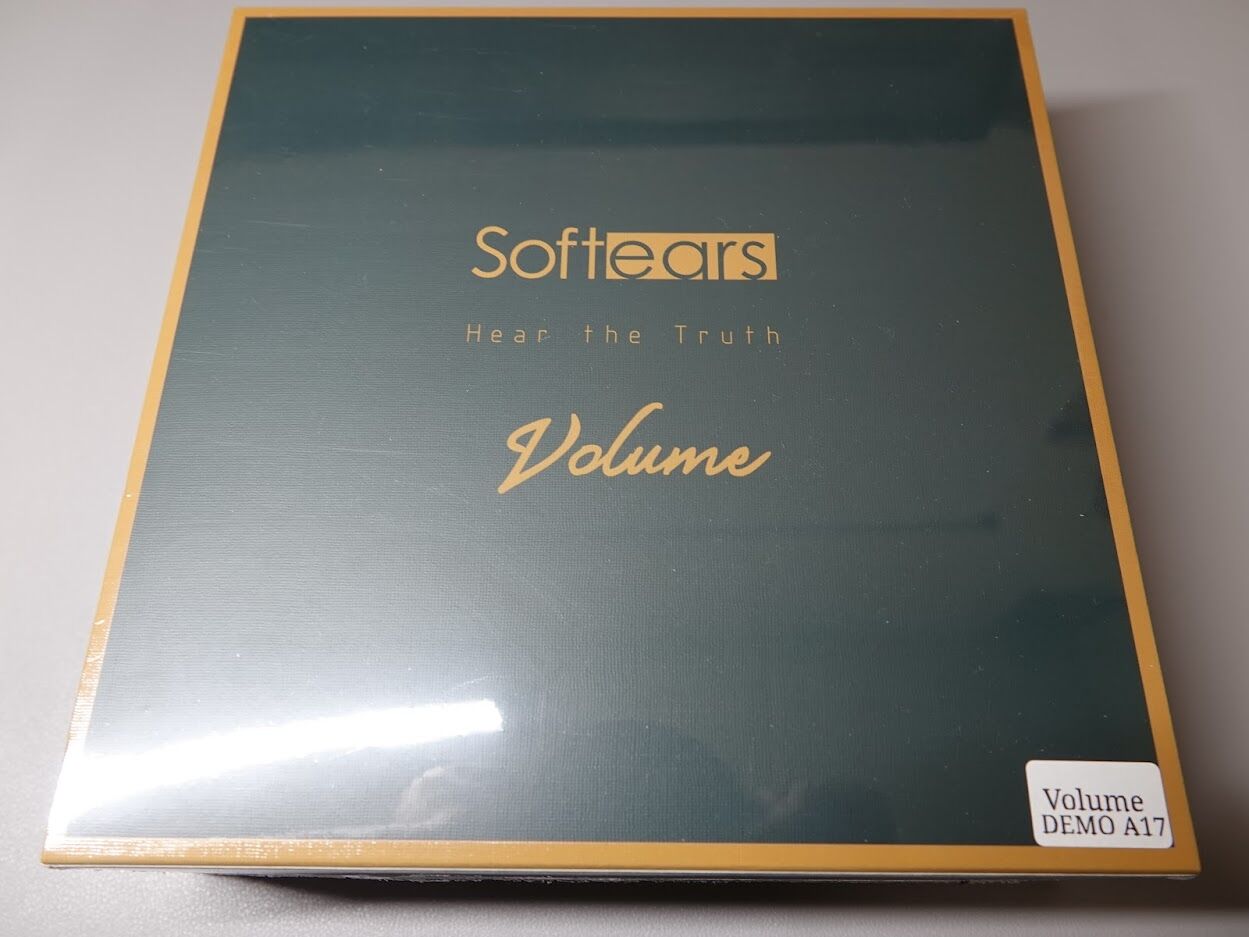 Softears
Hear the Truth
Volume
Volume
DEMO A17